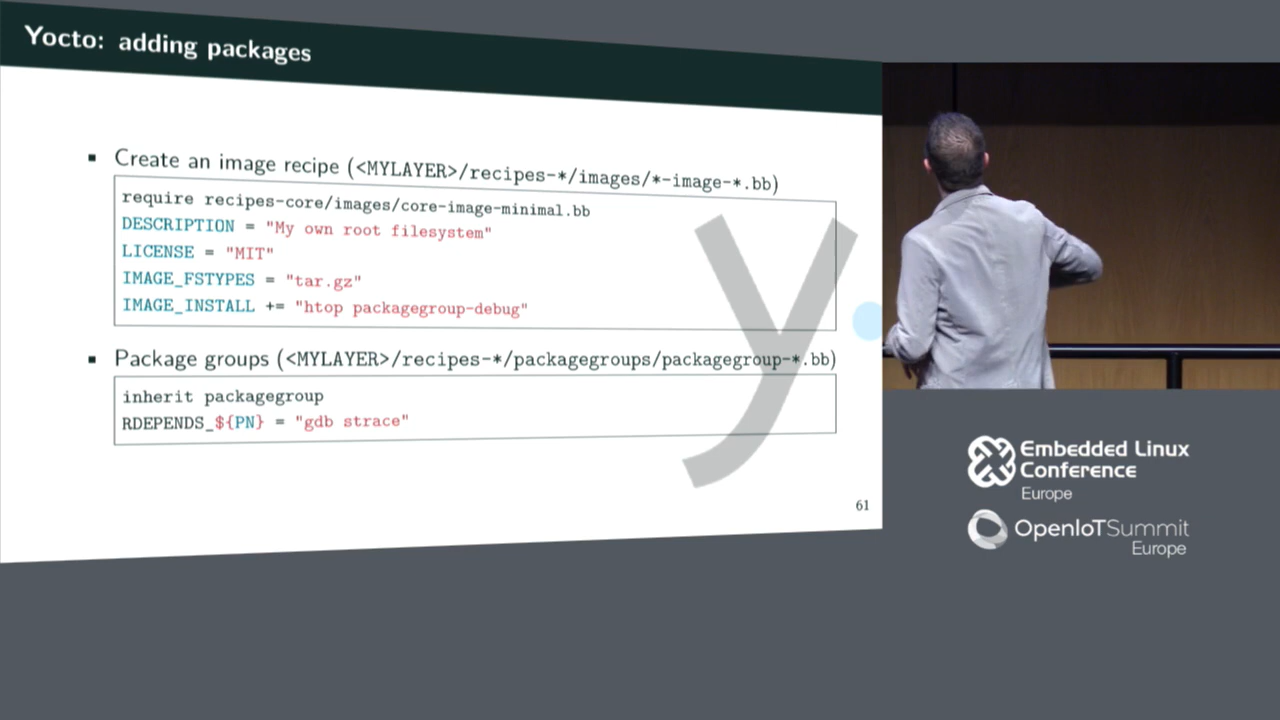 Yocto: adding packages
▪ Create an image recipe (<MYLAYER>/recipes-*/images/*-image-*.bb)
require recipes-core/images/core-image-minimal.bb
DESCRIPTION = "My own root filesystem"
LICENSE = "MIT"
IMAGE_FSTYPES = "tar.gz"
IMAGE_INSTALL += "htop packagegroup-debug"
▪ Package groups (<MYLAYER>/recipes-*/packagegroups/packagegroup-*.bb)
inherit packagegroup
RDEPENDS_${PN} = "gdb strace"
y
61
Embedded Linux
Conference
Europe
OpenIoTSummit
Europe